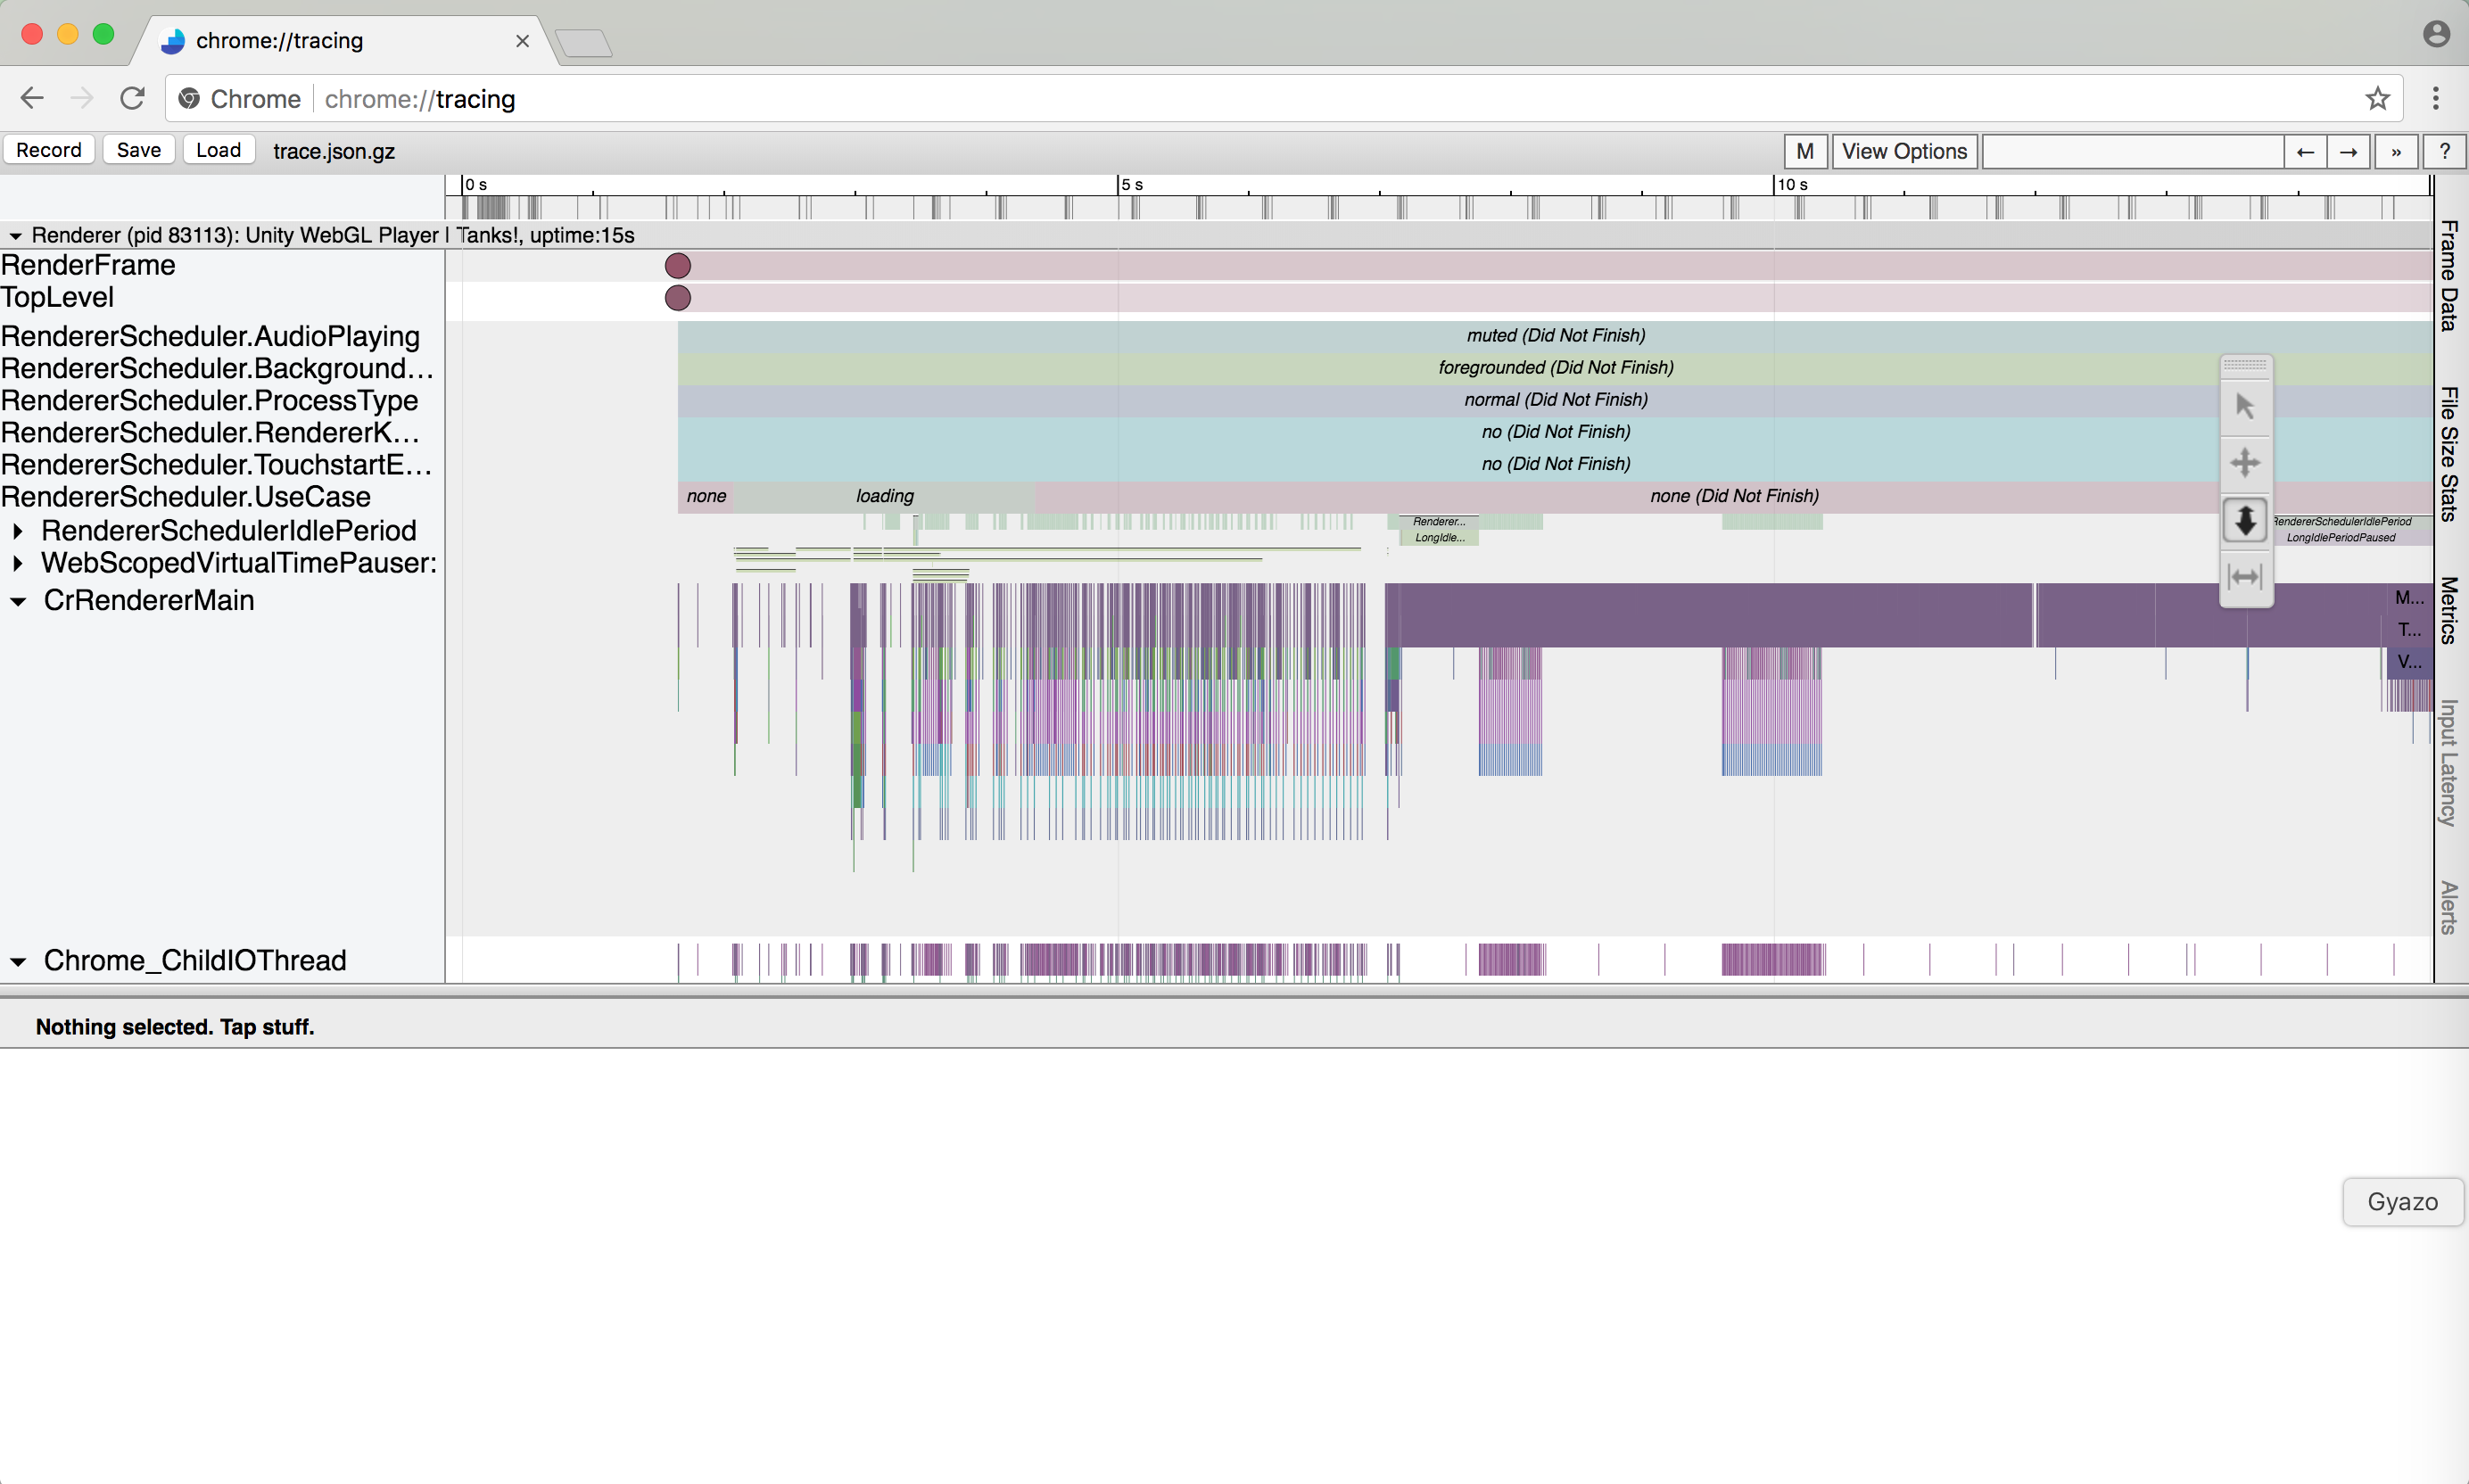 chrome://tracing
Chrome chrome://tracing
Record Save Load trace.json.gz M View Options ← → » ?
0 s 5 s 10 s
Renderer (pid 83113): Unity WebGL Player | Tanks!, uptime:15s
RenderFrame
TopLevel
RendererScheduler.AudioPlaying muted (Did Not Finish)
RendererScheduler.Background... foregrounded (Did Not Finish)
RendererScheduler.ProcessType normal (Did Not Finish)
RendererScheduler.RendererK... no (Did Not Finish)
RendererScheduler.TouchstartE... no (Did Not Finish)
RendererScheduler.UseCase none loading none (Did Not Finish)
RendererSchedulerIdlePeriod Renderer... RendererSchedulerIdlePeriod
LongIdle... LongIdlePeriodPaused
WebScopedVirtualTimePauser:
CrRendererMain M...
T...
V...
Chrome_ChildIOThread
Frame Data
File Size Stats
Metrics
Input Latency
Alerts
Nothing selected. Tap stuff.
Gyazo